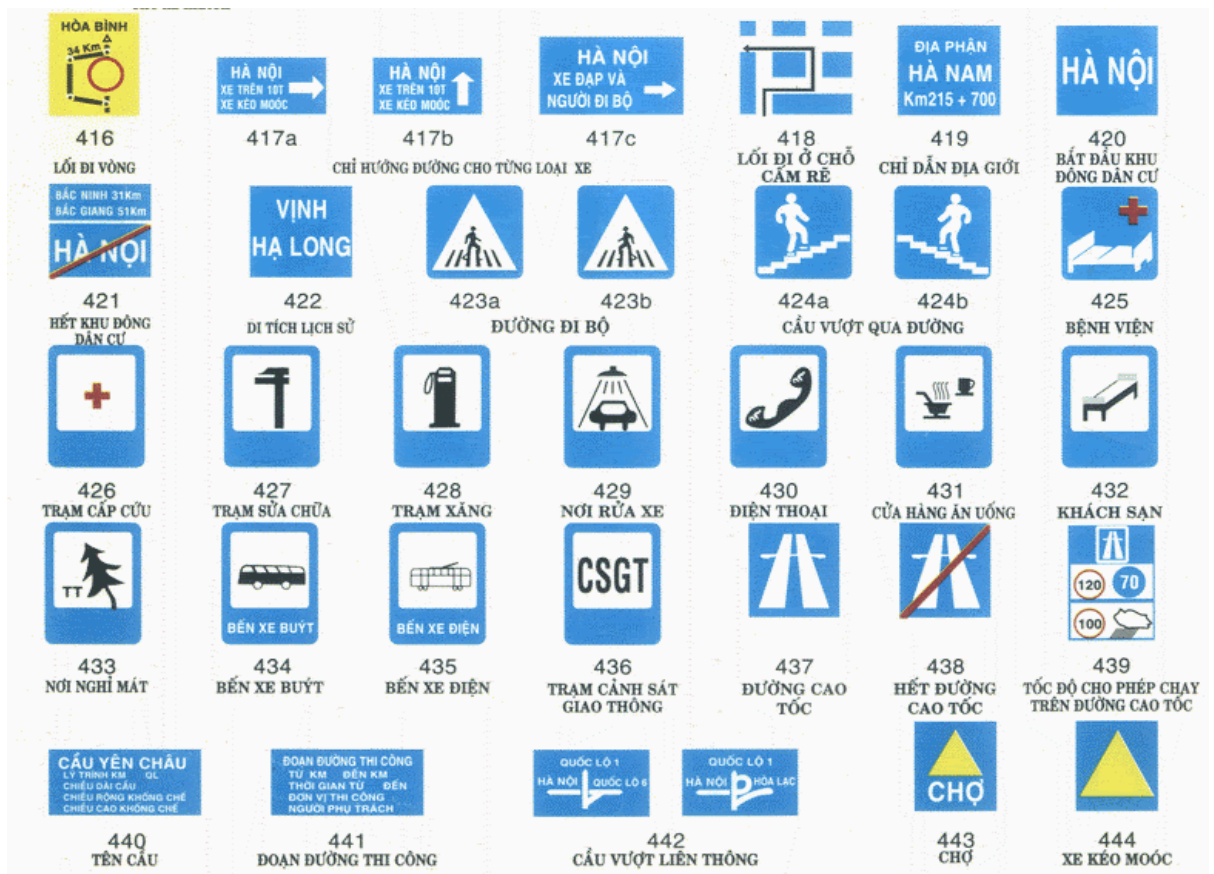 HÒA BÌNH
34 Km
416
LỐI ĐI VÒNG
HÀ NỘI
XE TRÊN 10T
XE KÉO MOÓC
417a
HÀ NỘI
XE TRÊN 10T
XE KÉO MOÓC
417b
HÀ NỘI
XE ĐẠP VÀ
NGƯỜI ĐI BỘ
417c
CHỈ HƯỚNG ĐƯỜNG CHO TỪNG LOẠI XE
418
LỐI ĐI Ở CHỖ
CẤM RẼ
ĐỊA PHẬN
HÀ NAM
Km215 + 700
419
CHỈ DẪN ĐỊA GIỚI
HÀ NỘI
420
BẮT ĐẦU KHU
ĐÔNG DÂN CƯ
BẮC NINH 31Km
BẮC GIANG 51Km
HÀ NỘI
421
HẾT KHU ĐÔNG
DÂN CƯ
VỊNH
HẠ LONG
422
DI TÍCH LỊCH SỬ
423a
423b
ĐƯỜNG ĐI BỘ
424a
424b
CẦU VƯỢT QUA ĐƯỜNG
425
BỆNH VIỆN
426
TRẠM CẤP CỨU
427
TRẠM SỬA CHỮA
428
TRẠM XĂNG
429
NƠI RỬA XE
430
ĐIỆN THOẠI
431
CỬA HÀNG ĂN UỐNG
432
KHÁCH SẠN
TT
433
NƠI NGHỈ MÁT
BẾN XE BUÝT
434
BẾN XE BUÝT
BẾN XE ĐIỆN
435
BẾN XE ĐIỆN
CSGT
436
TRẠM CẢNH SÁT
GIAO THÔNG
437
ĐƯỜNG CAO
TỐC
438
HẾT ĐƯỜNG
CAO TỐC
120 70
100
439
TỐC ĐỘ CHO PHÉP CHẠY
TRÊN ĐƯỜNG CAO TỐC
CẦU YÊN CHÂU
LÝ TRÌNH KM QL
CHIỀU DÀI CẦU
CHIỀU RỘNG KHỐNG CHẾ
CHIỀU CAO KHỐNG CHẾ
440
TÊN CẦU
ĐOẠN ĐƯỜNG THI CÔNG
TỪ KM ĐẾN KM
THỜI GIAN TỪ ĐẾN
ĐƠN VỊ THI CÔNG
NGƯỜI PHỤ TRÁCH
441
ĐOẠN ĐƯỜNG THI CÔNG
QUỐC LỘ 1
HÀ NỘI QUỐC LỘ 6
QUỐC LỘ 1
HÀ NỘI HÒA LẠC
442
CẦU VƯỢT LIÊN THÔNG
CHỢ
443
CHỢ
444
XE KÉO MOÓC